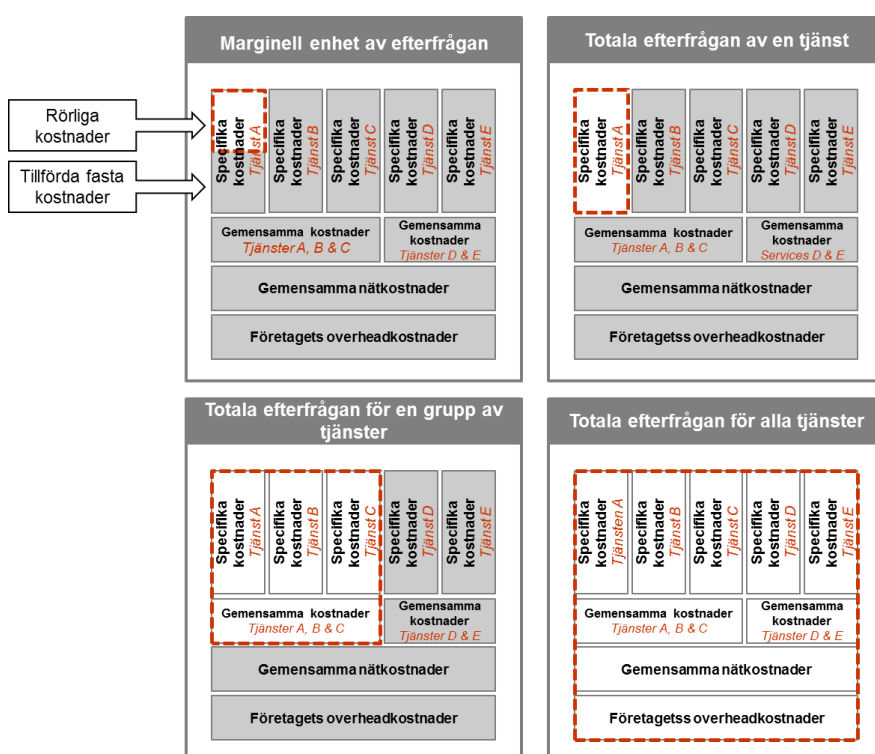 Marginell enhet av efterfrågan
Rörliga
kostnader
Tillförda fasta
kostnader
Specifika
kostnader
Tjänst A
Specifika
kostnader
Tjänst B
Specifika
kostnader
Tjänst C
Specifika
kostnader
Tjänst D
Specifika
kostnader
Tjänst E
Gemensamma kostnader
Tjänster A, B & C
Gemensamma
kostnader
Tjänster D & E
Gemensamma nätkostnader
Företagets overheadkostnader
Totala efterfrågan av en tjänst
Specifika
kostnader
Tjänst A
Specifika
kostnader
Tjänst B
Specifika
kostnader
Tjänst C
Specifika
kostnader
Tjänst D
Specifika
kostnader
Tjänst E
Gemensamma kostnader
Tjänster A, B & C
Gemensamma
kostnader
Services D & E
Gemensamma nätkostnader
Företagetss overheadkostnader
Totala efterfrågan för en grupp av
tjänster
Specifika
kostnader
Tjänst A
Specifika
kostnader
Tjänst B
Specifika
kostnader
Tjänst C
Specifika
kostnader
Tjänst D
Specifika
kostnader
Tjänst E
Gemensamma kostnader
Tjänster A, B & C
Gemensamma
kostnader
Tjänster D & E
Gemensamma nätkostnader
Företagets overheadkostnader
Totala efterfrågan för alla tjänster
Specifika
kostnader
Tjänsten A
Specifika
kostnader
Tjänst B
Specifika
kostnader
Tjänst C
Specifika
kostnader
Tjänst D
Specifika
kostnader
Tjänst E
Gemensamma kostnader
Tjänster A, B & C
Gemensamma
kostnader
Tjänster D & E
Gemensamma nätkostnader
Företagetss overheadkostnader